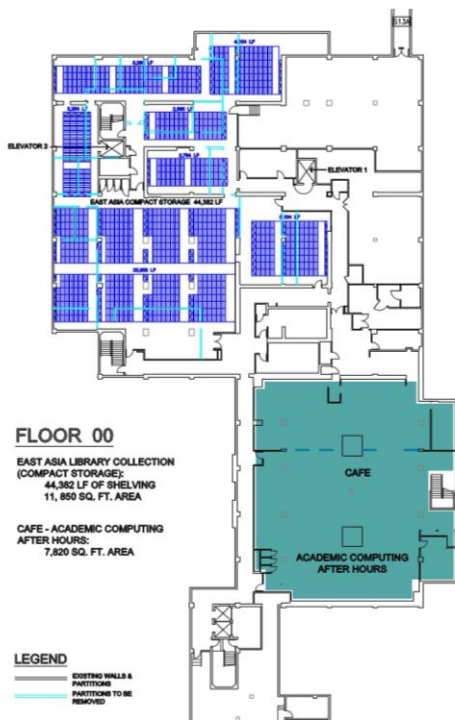 S1.3A
ELEVATOR 2
ELEVATOR 1
EAST ASIA COMPACT STORAGE 44,382 LF
FLOOR 00
EAST ASIA LIBRARY COLLECTION
(COMPACT STORAGE):
44,382 LF OF SHELVING
11, 850 SQ. FT. AREA
CAFE - ACADEMIC COMPUTING
AFTER HOURS:
7,820 SQ. FT. AREA
CAFE
ACADEMIC COMPUTING
AFTER HOURS
LEGEND
EXISTING WALLS &
PARTITIONS
PARTITIONS TO BE
REMOVED